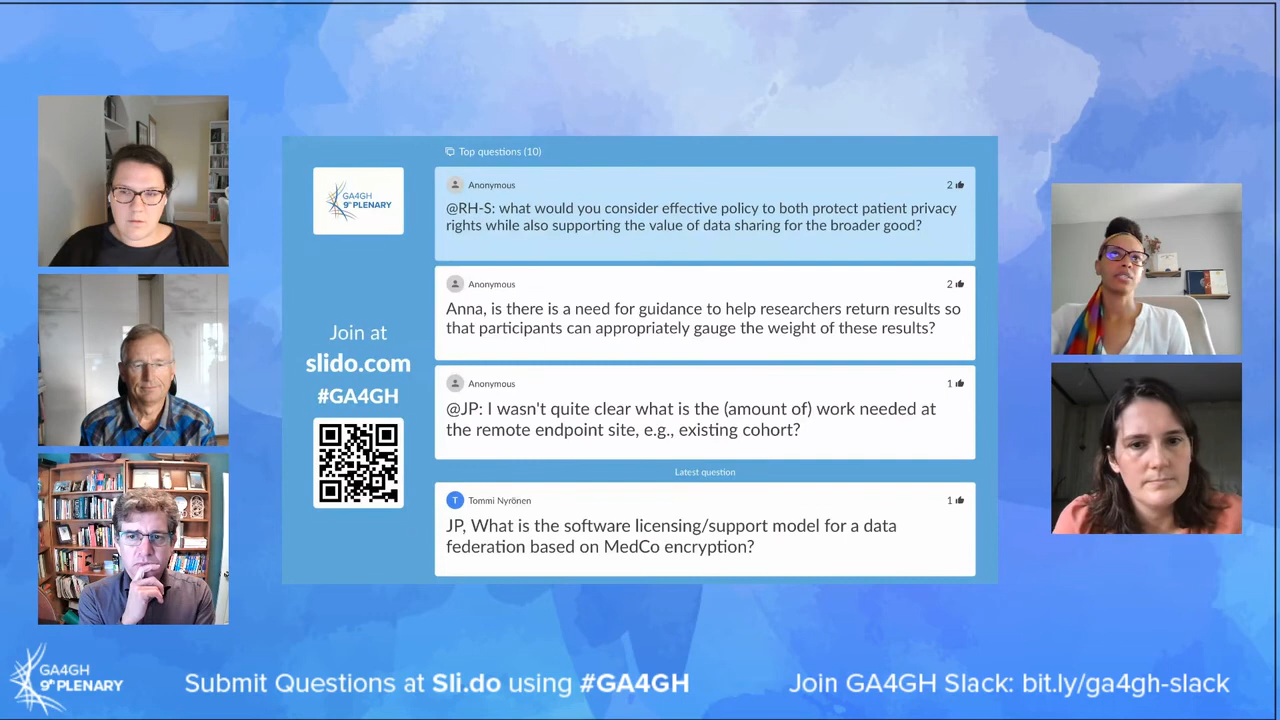 Top questions (10)
GA4GH
9th PLENARY
Anonymous
2
@RH-S: what would you consider effective policy to both protect patient privacy
rights while also supporting the value of data sharing for the broader good?
Anonymous
2
Anna, is there is a need for guidance to help researchers return results so
that participants can appropriately gauge the weight of these results?
Join at
slido.com
#GA4GH
Anonymous
1
@JP: I wasn't quite clear what is the (amount of) work needed at
the remote endpoint site, e.g., existing cohort?
Latest question
T
Tommi Nyrönen
1
JP, What is the software licensing/support model for a data
federation based on MedCo encryption?
GA4GH
9th PLENARY
Submit Questions at Sli.do using #GA4GH
Join GA4GH Slack: bit.ly/ga4gh-slack